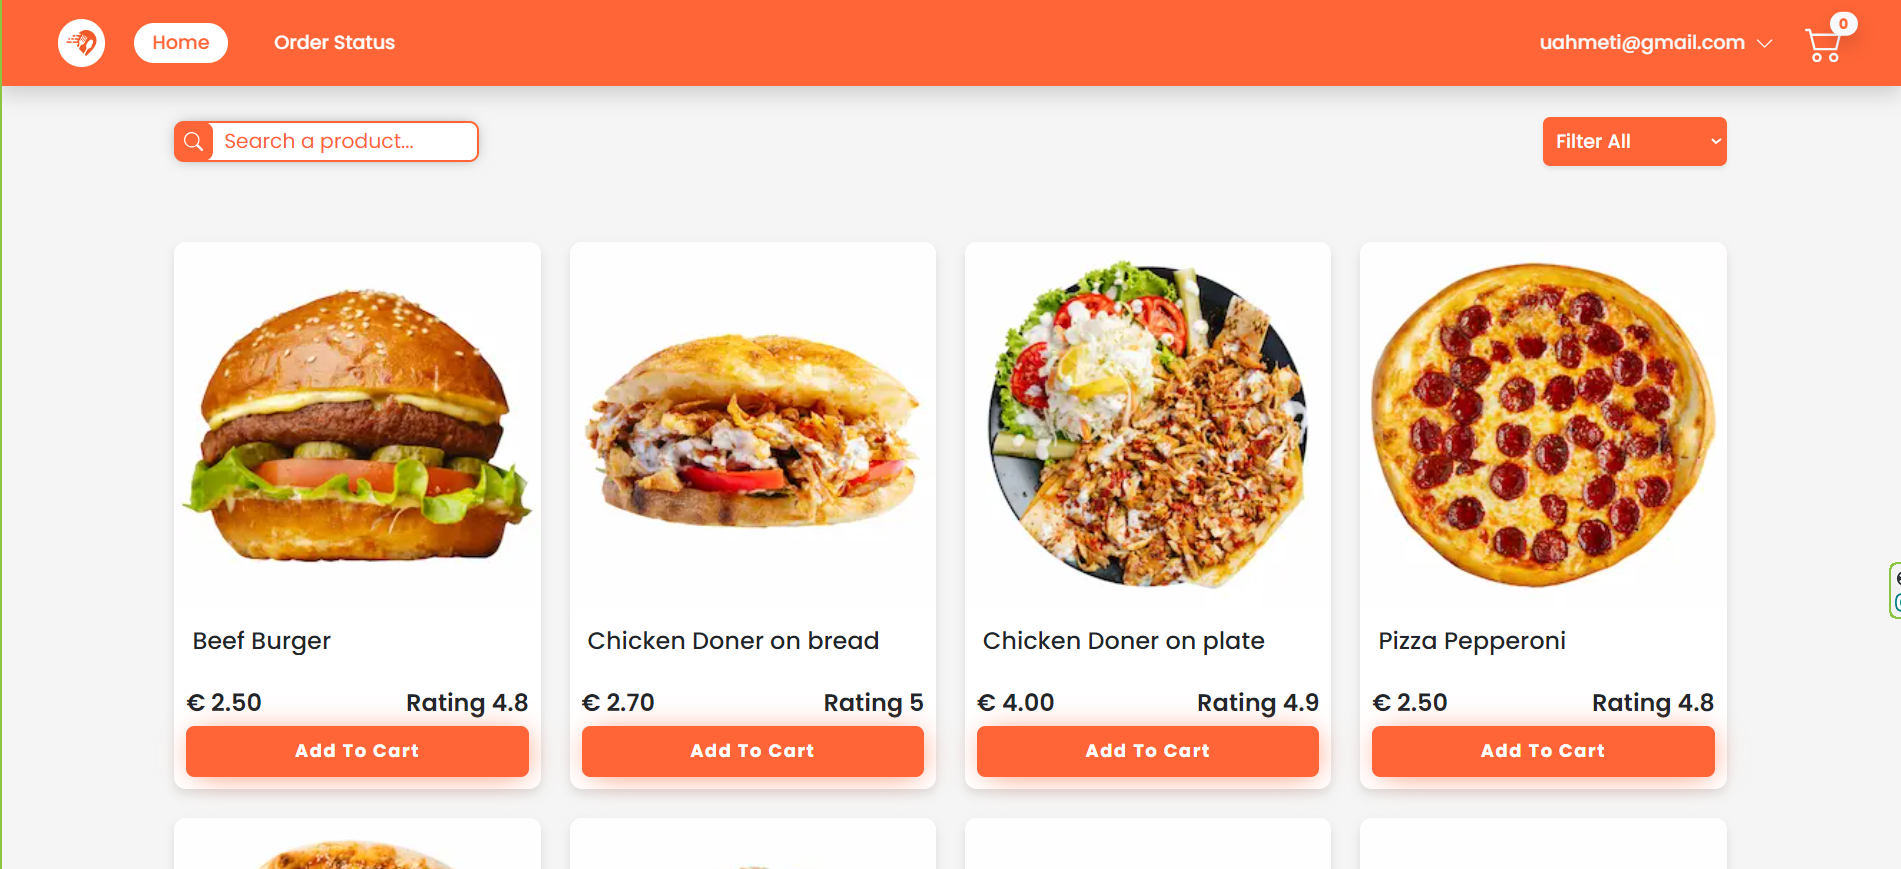 Home
Order Status
uahmeti@gmail.com
0
Search a product...
Filter All
Beef Burger
€ 2.50
Rating 4.8
Add To Cart
Chicken Doner on bread
€ 2.70
Rating 5
Add To Cart
Chicken Doner on plate
€ 4.00
Rating 4.9
Add To Cart
Pizza Pepperoni
€ 2.50
Rating 4.8
Add To Cart